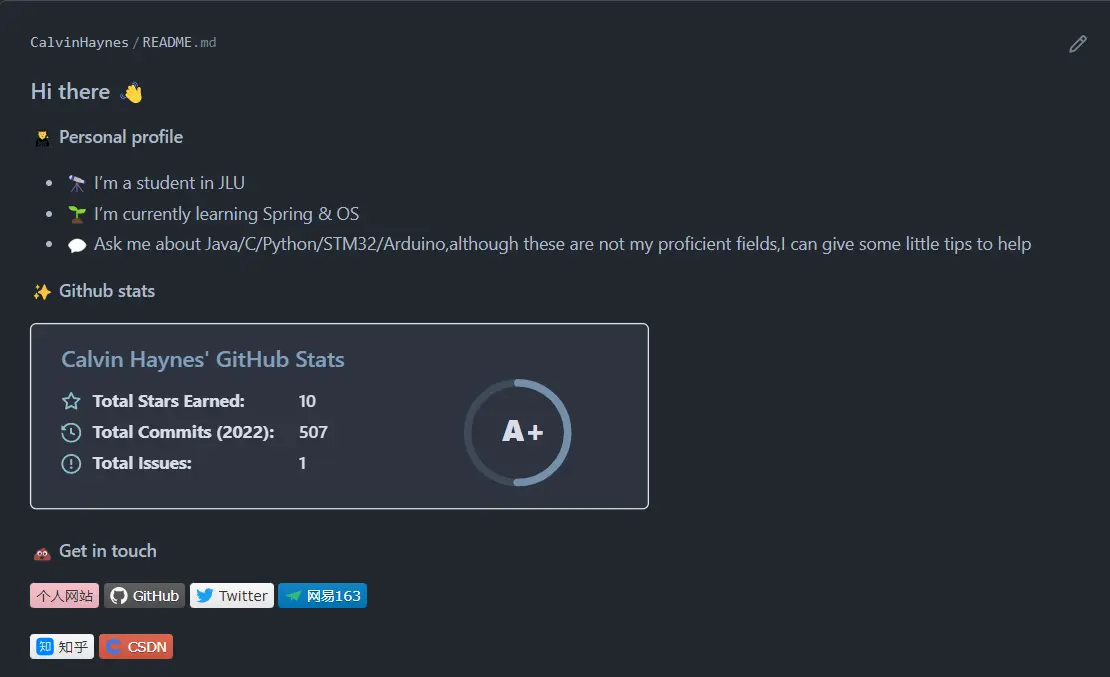 CalvinHaynes/README.md
Hi there 👋
Personal profile
I'm a student in JLU
I'm currently learning Spring & OS
Ask me about Java/C/Python/STM32/Arduino,although these are not my proficient fields,I can give some little tips to help
✨ Github stats
Calvin Haynes' GitHub Stats
Total Stars Earned: 10
Total Commits (2022): 507
Total Issues: 1
A+
Get in touch
个人网站 GitHub Twitter 网易163
知 知乎 CSDN